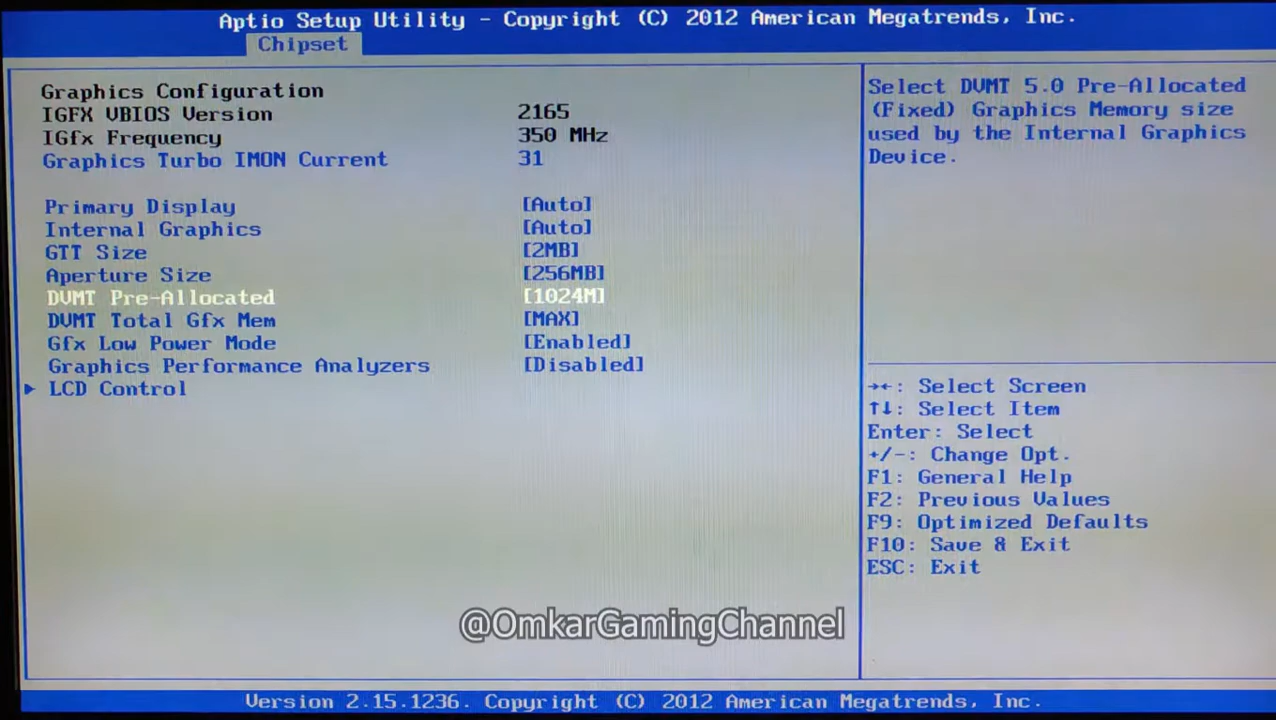 Aptio Setup Utility - Copyright (C) 2012 American Megatrends, Inc.
Chipset
Graphics Configuration
IGFX VBIOS Version 2165
IGfx Frequency 350 MHz
Graphics Turbo IMON Current 31
Primary Display [Auto]
Internal Graphics [Auto]
GTT Size [2MB]
Aperture Size [256MB]
DVMT Pre-Allocated [1024M]
DVMT Total Gfx Mem [MAX]
Gfx Low Power Mode [Enabled]
Graphics Performance Analyzers [Disabled]
▶ LCD Control
Select DVMT 5.0 Pre-Allocated
(Fixed) Graphics Memory size
used by the Internal Graphics
Device.
→←: Select Screen
↑↓: Select Item
Enter: Select
+/-: Change Opt.
F1: General Help
F2: Previous Values
F9: Optimized Defaults
F10: Save & Exit
ESC: Exit
@OmkarGamingChannel
Version 2.15.1236. Copyright (C) 2012 American Megatrends, Inc.